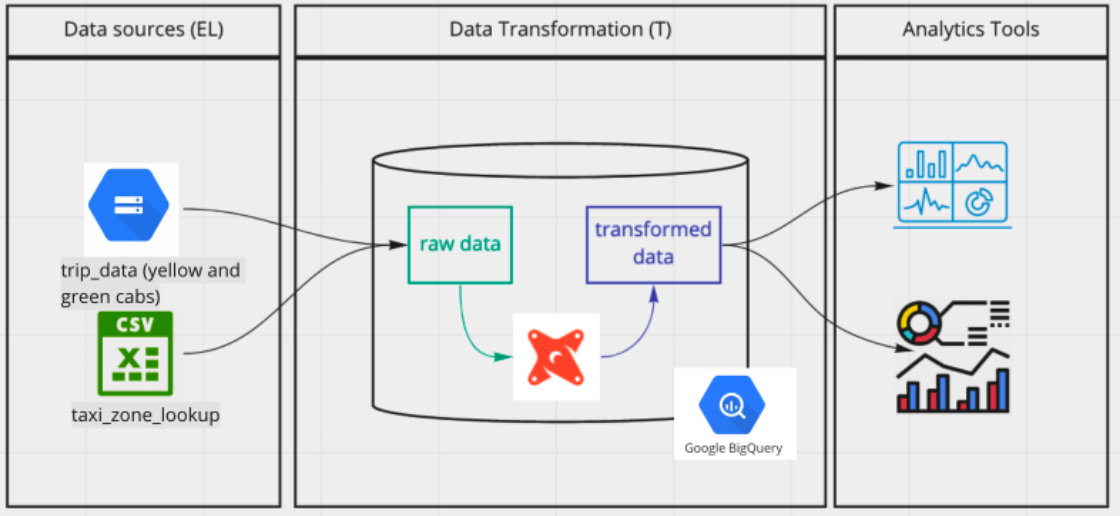 Data sources (EL)
Data Transformation (T)
Analytics Tools
trip_data (yellow and
green cabs)
CSV
X
taxi_zone_lookup
raw data
transformed
data
Google BigQuery